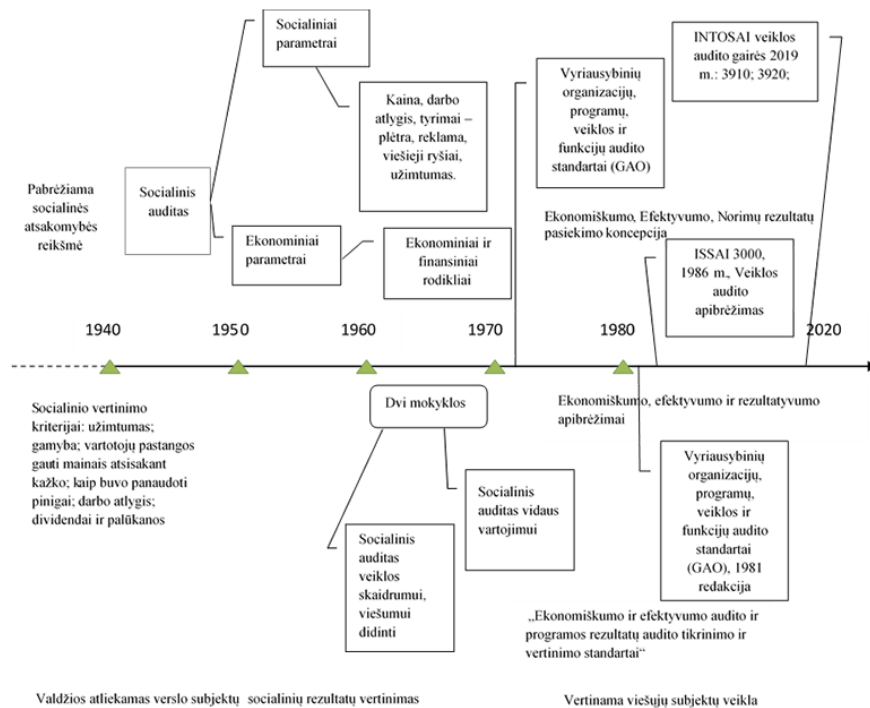 Socialiniai
parametrai
INTOSAI veiklos
audito gairės 2019
m.: 3910; 3920;
Vyriausybinių
organizacijų,
programų,
veiklos ir
funkcijų audito
standartai (GAO)
Kaina, darbo
atlygis, tyrimai –
plėtra, reklama,
viešieji ryšiai,
užimtumas.
Pabrėžiama
socialinės
atsakomybės
reikšmė
Socialinis
auditas
Ekonominiai
parametrai
Ekonominiai ir
finansiniai
rodikliai
Ekonomiškumo, Efektyvumo, Norimų rezultatų
pasiekimo koncepcija
ISSAI 3000,
1986 m., Veiklos
audito
apibrėžimas
1940 1950 1960 1970 1980 2020
Socialinio vertinimo
kriterijai: užimtumas;
gamyba; vartotojų pastangos
gauti mainais atsisakant
kažko; kaip buvo panaudoti
pinigai; darbo atlygis;
dividendai ir palūkanos
Dvi mokyklos
Socialinis
auditas vidaus
vartojimui
Socialinis
auditas
veiklos
skaidrumui,
viešumui
didinti
Ekonomiškumo, efektyvumo ir rezultatyvumo
apibrėžimai
Vyriausybinių
organizacijų,
programų,
veiklos ir
funkcijų audito
standartai
(GAO), 1981
redakcija
„Ekonomiškumo ir efektyvumo audito ir
programos rezultatų audito tikrinimo ir
vertinimo standartai“
Valdžios atliekamas verslo subjektų socialinių rezultatų vertinimas
Vertinama viešųjų subjektų veikla